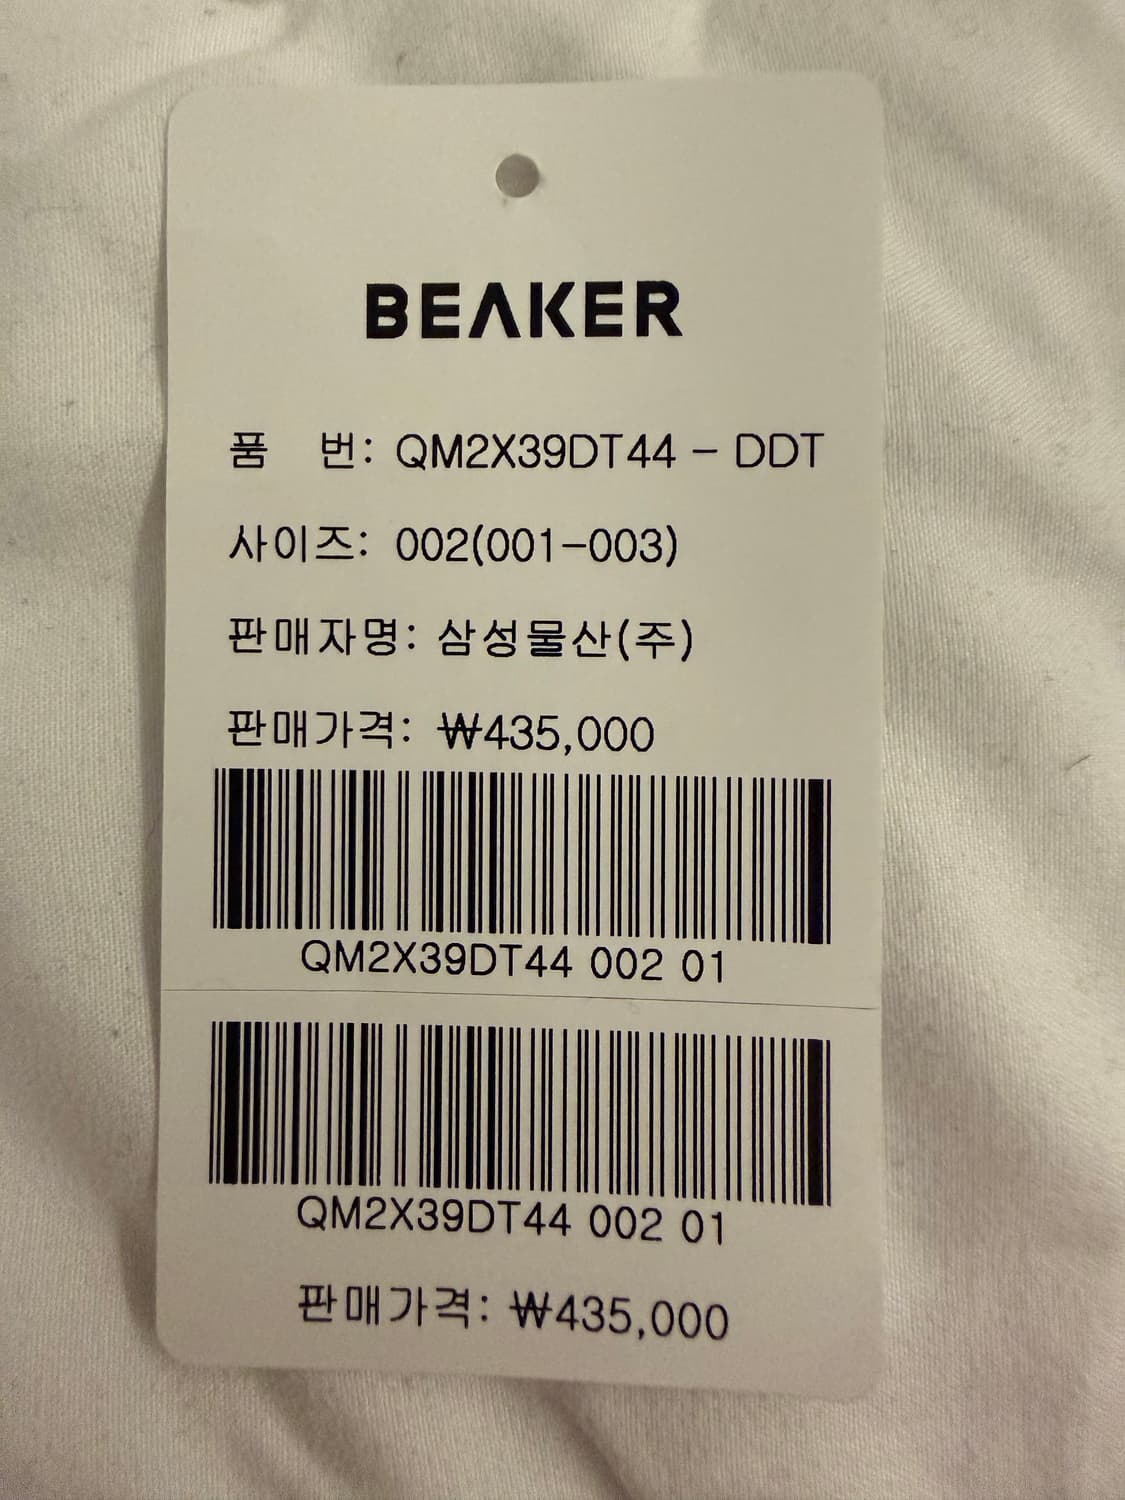 BEAKER
품 번: QM2X39DT44 - DDT
사이즈: 002(001-003)
판매자명: 삼성물산(주)
판매가격: ₩435,000
QM2X39DT44 002 01
QM2X39DT44 002 01
판매가격: ₩435,000